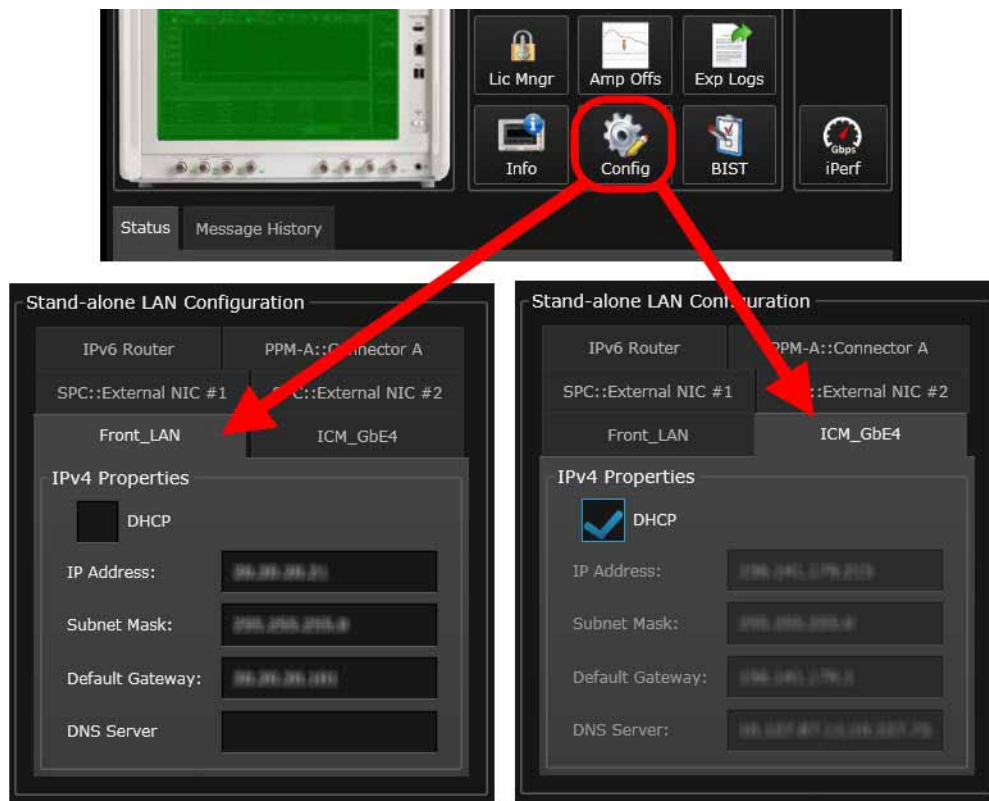 Lic Mngr Amp Offs Exp Logs
Info Config BIST
Gbps
iPerf
Status Message History
Stand-alone LAN Configuration
IPv6 Router PPM-A::Connector A
SPC::External NIC #1 ::External NIC #2
Front_LAN ICM_GbE4
IPv4 Properties
DHCP
IP Address:
Subnet Mask:
Default Gateway:
DNS Server
Stand-alone LAN Configuration
IPv6 Router PPM-A::Connector A
SPC::External NIC #1 ::External NIC #2
Front_LAN ICM_GbE4
IPv4 Properties
DHCP
IP Address:
Subnet Mask:
Default Gateway:
DNS Server: